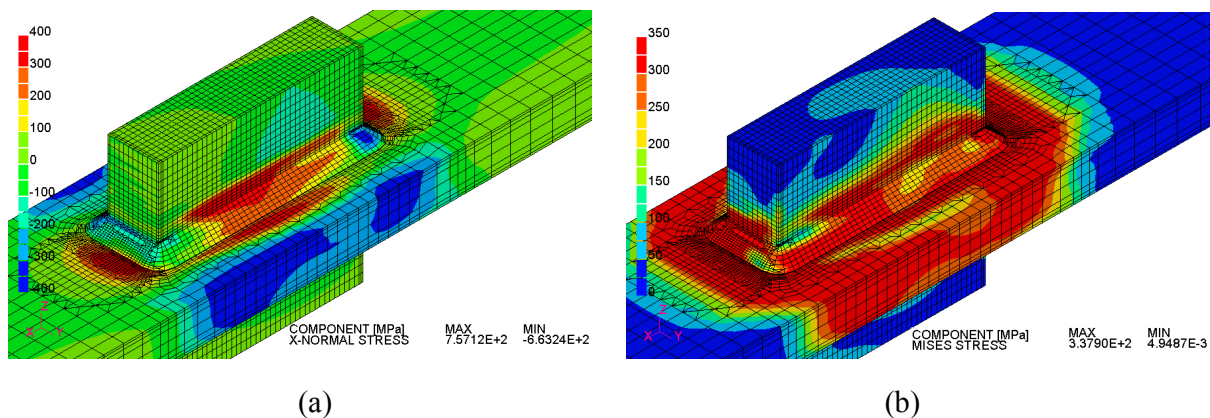 400
300
200
100
0
-100
-200
-300
-400
Z
X Y
COMPONENT [MPa] MAX MIN
X-NORMAL STRESS 7.5712E+2 -6.6324E+2
(a)
350
300
250
200
150
100
50
0
Z
X Y
COMPONENT [MPa] MAX MIN
MISES STRESS 3.3790E+2 4.9487E-3
(b)